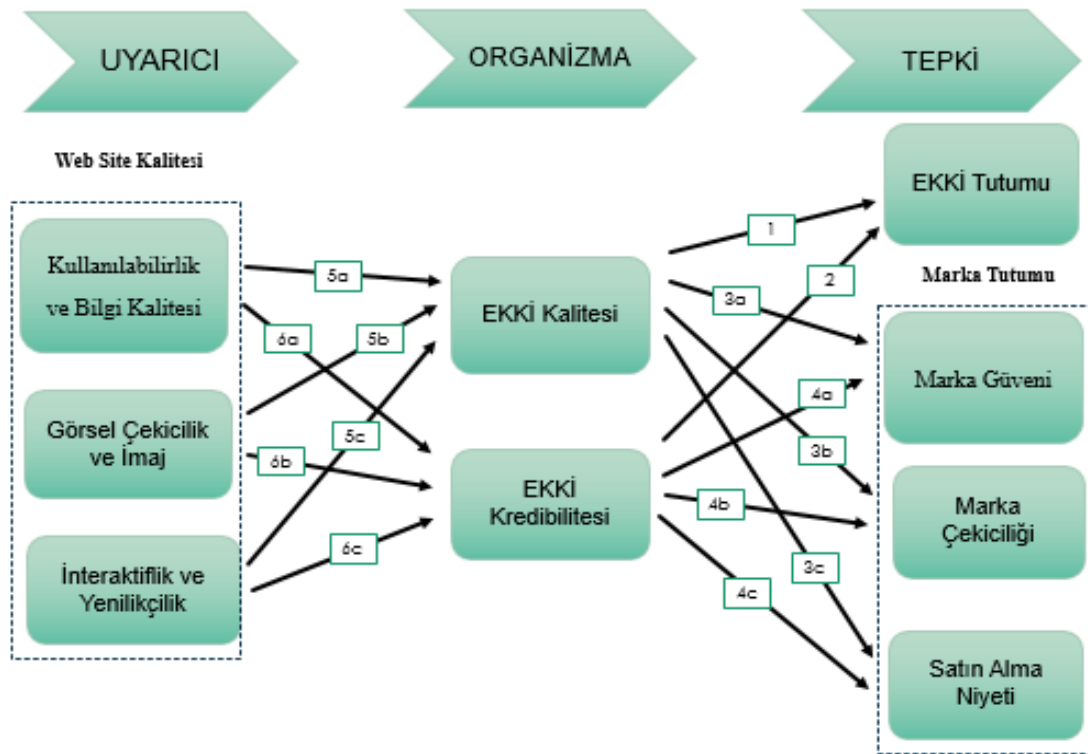 UYARICI
ORGANİZMA
TEPKİ
Web Site Kalitesi
Kullanılabilirlik
ve Bilgi Kalitesi
Görsel Çekicilik
ve İmaj
İnteraktiflik ve
Yenilikçilik
5a
6a
5b
5c
6b
6c
EKKİ Kalitesi
EKKİ
Kredibilitesi
1
2
3a
4a
3b
4b
3c
4c
EKKİ Tutumu
Marka Tutumu
Marka Güveni
Marka
Çekiciliği
Satın Alma
Niyeti